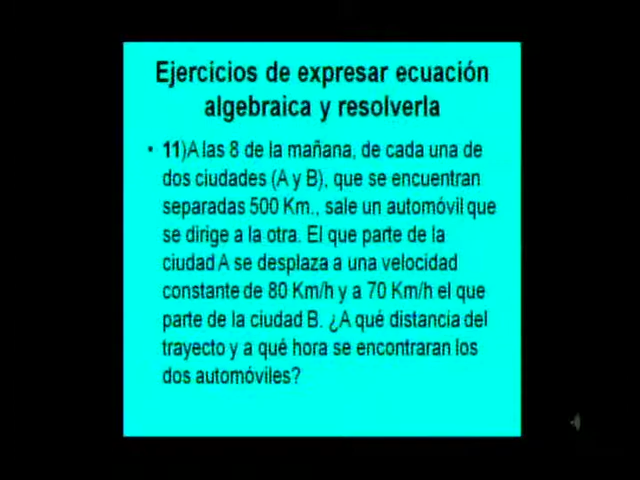 Ejercicios de expresar ecuación
algebraica y resolverla
• 11)A las 8 de la mañana, de cada una de
dos ciudades (A y B), que se encuentran
separadas 500 Km., sale un automóvil que
se dirige a la otra. El que parte de la
ciudad A se desplaza a una velocidad
constante de 80 Km/h y a 70 Km/h el que
parte de la ciudad B. ¿A qué distancia del
trayecto y a qué hora se encontraran los
dos automóviles?